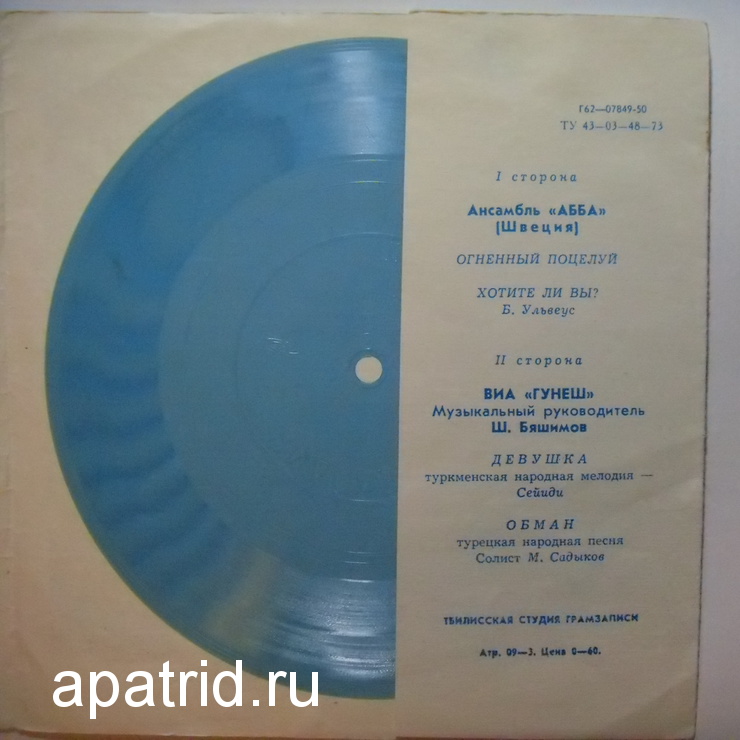 Г62—07849-50
ТУ 43—03—48—73
I сторона
Ансамбль «АББА»
(Швеция)
ОГНЕННЫЙ ПОЦЕЛУЙ
ХОТИТЕ ЛИ ВЫ?
Б. Ульвеус
II сторона
ВИА «ГУНЕШ»
Музыкальный руководитель
Ш. Бяшимов
ДЕВУШКА
туркменская народная мелодия —
Сейиди
ОБМАН
турецкая народная песня
Солист М. Садыков
ТБИЛИССКАЯ СТУДИЯ ГРАМЗАПИСИ
Атр. 09—3. Цена 0—60.
apatrid.ru